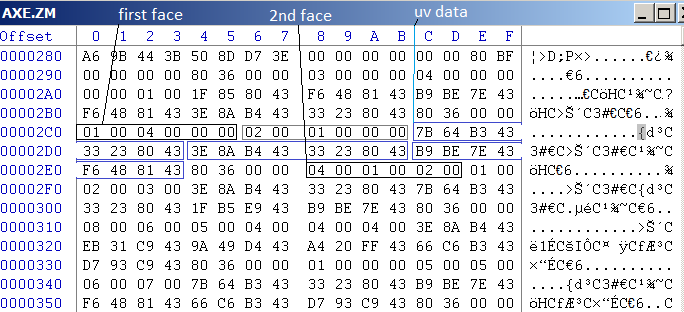 AXE.ZM first face 2nd face uv data
Offset 0 1 2 3 4 5 6 7 8 9 A B C D E F
0000280 A6 9B 44 3B 50 8D D7 3E 00 00 00 00 00 00 80 BF ¦>D;P×>......€¿¾
0000290 00 00 00 00 80 36 00 00 03 00 00 00 04 00 00 00 ....€6..........
00002A0 00 00 01 00 1F 85 80 43 F6 48 81 43 B9 BE 7E 43 .....…€CöHC¹¾~C
00002B0 F6 48 81 43 3E 8A B4 43 33 23 80 43 80 36 00 00 öHC>Š´C3#€C€6..
00002C0 01 00 04 00 00 00 02 00 01 00 00 00 7B 64 B3 43 ............{d³C
00002D0 33 23 80 43 3E 8A B4 43 33 23 80 43 B9 BE 7E 43 3#€C>Š´C3#€C¹¾~C
00002E0 F6 48 81 43 80 36 00 00 04 00 01 00 02 00 01 00 öHC€6..........
00002F0 02 00 03 00 3E 8A B4 43 33 23 80 43 7B 64 B3 43 ....>Š´C3#€C{d³C
0000300 33 23 80 43 1F B5 E9 43 B9 BE 7E 43 80 36 00 00 3#€C.µéC¹¾~C€6..
0000310 08 00 06 00 05 00 04 00 04 00 04 00 3E 8A B4 43 ............>Š´C
0000320 EB 31 C9 43 9A 49 D4 43 A4 20 FF 43 66 C6 B3 43 ë1ÉCšIÔC¤ ÿCfÆ³C
0000330 D7 93 C9 43 80 36 00 00 01 00 00 00 05 00 05 00 ×“ÉC€6..........
0000340 06 00 07 00 7B 64 B3 43 33 23 80 43 B9 BE 7E 43 ....{d³C3#€C¹¾~C
0000350 F6 48 81 43 66 C6 B3 43 D7 93 C9 43 80 36 00 00 öHCfÆ³C×“ÉC€6..